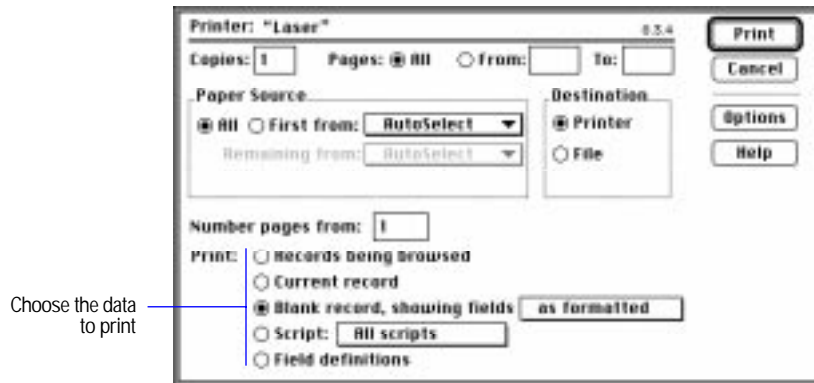 Printer: "Laser" 8.3.4
Print
Copies: 1 Pages: All From: To:
Cancel
Paper Source
Destination
All First from: AutoSelect
Printer
Options
Remaining from: AutoSelect
File
Help
Number pages from: 1
Print: Records being browsed
Current record
Choose the data
to print
Blank record, showing fields as formatted
Script: All scripts
Field definitions